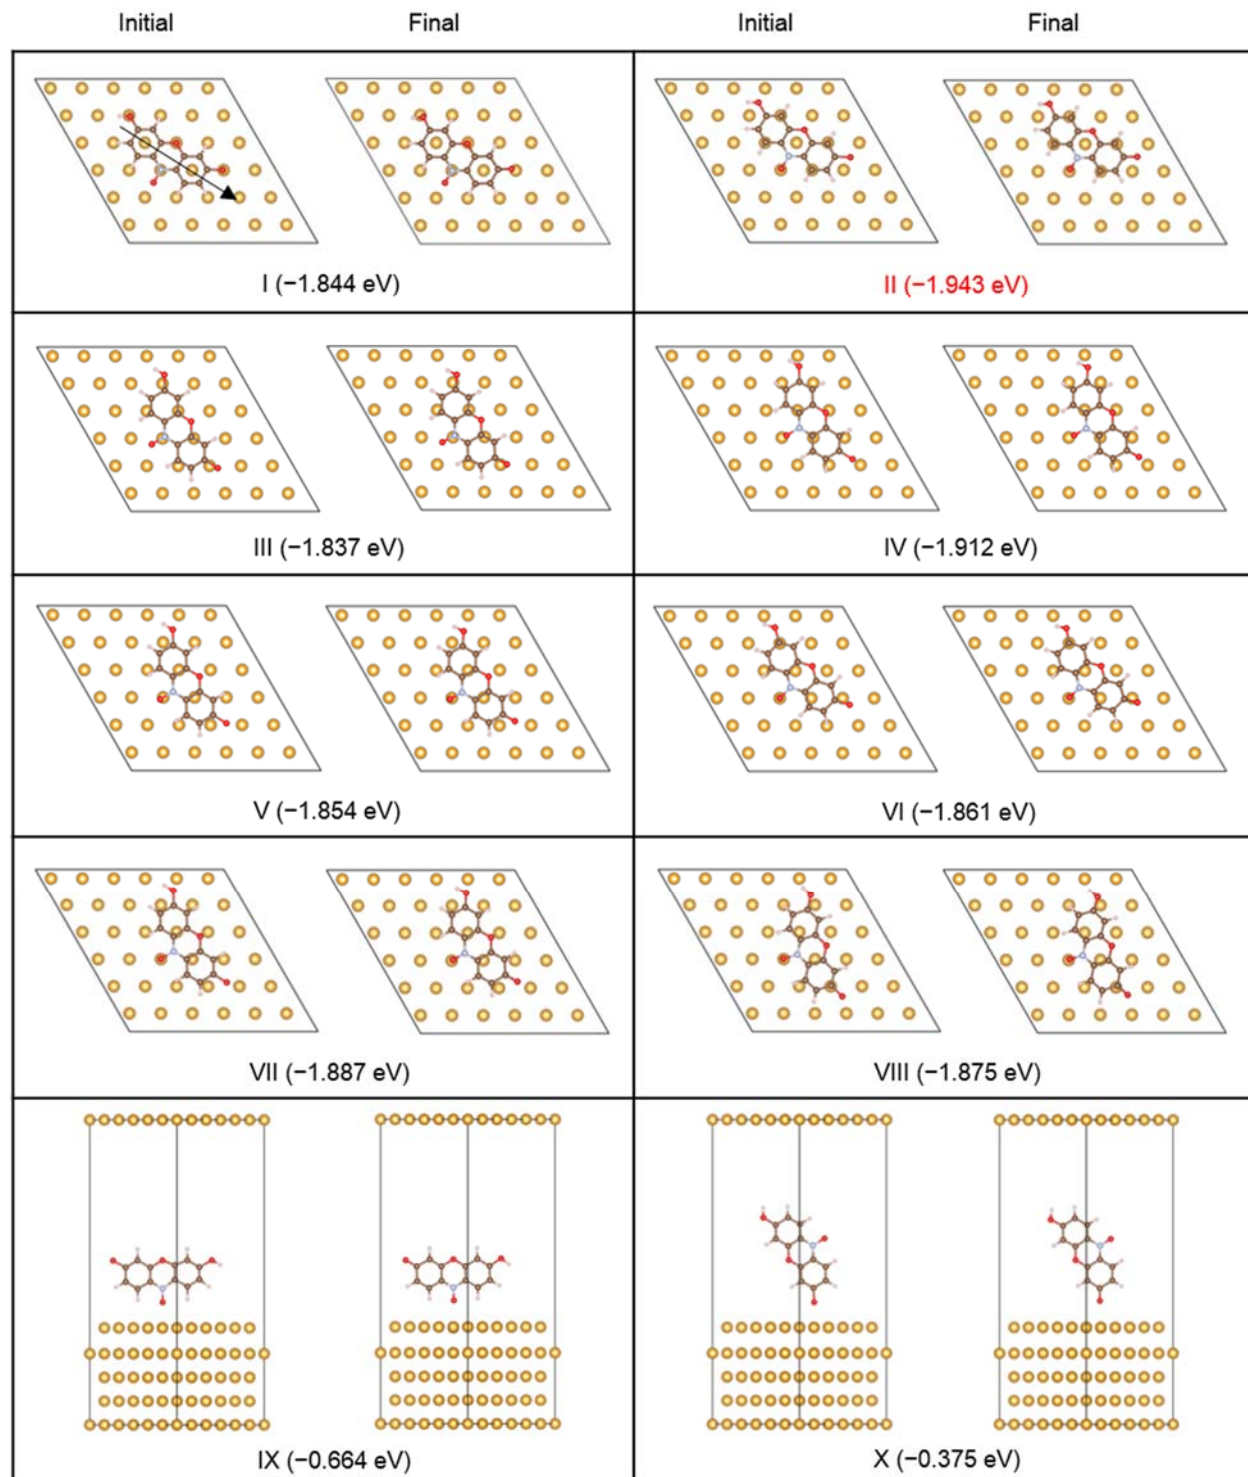 Initial Final Initial Final
I (−1.844 eV) II (−1.943 eV)
III (−1.837 eV) IV (−1.912 eV)
V (−1.854 eV) VI (−1.861 eV)
VII (−1.887 eV) VIII (−1.875 eV)
IX (−0.664 eV) X (−0.375 eV)